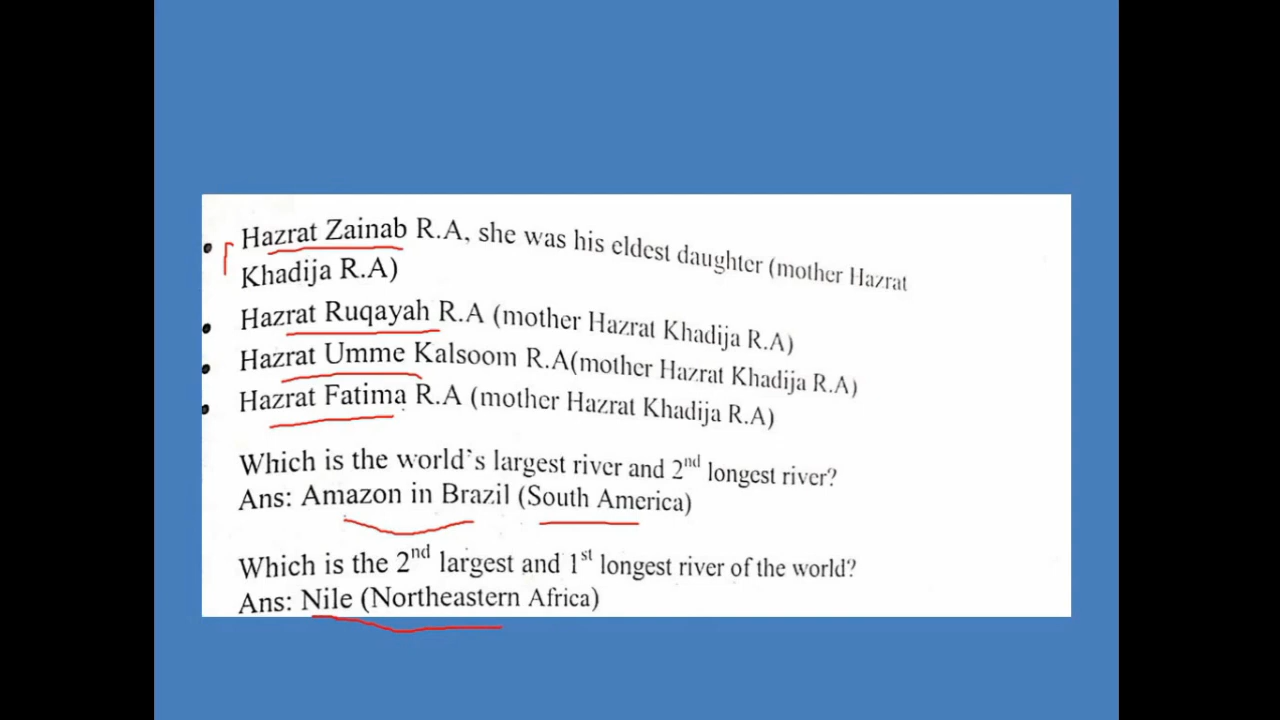 • Hazrat Zainab R.A, she was his eldest daughter (mother Hazrat
Khadija R.A)
• Hazrat Ruqayah R.A (mother Hazrat Khadija R.A)
• Hazrat Umme Kalsoom R.A(mother Hazrat Khadija R.A)
• Hazrat Fatima R.A (mother Hazrat Khadija R.A)
Which is the world's largest river and 2nd longest river?
Ans: Amazon in Brazil (South America)
Which is the 2nd largest and 1st longest river of the world?
Ans: Nile (Northeastern Africa)